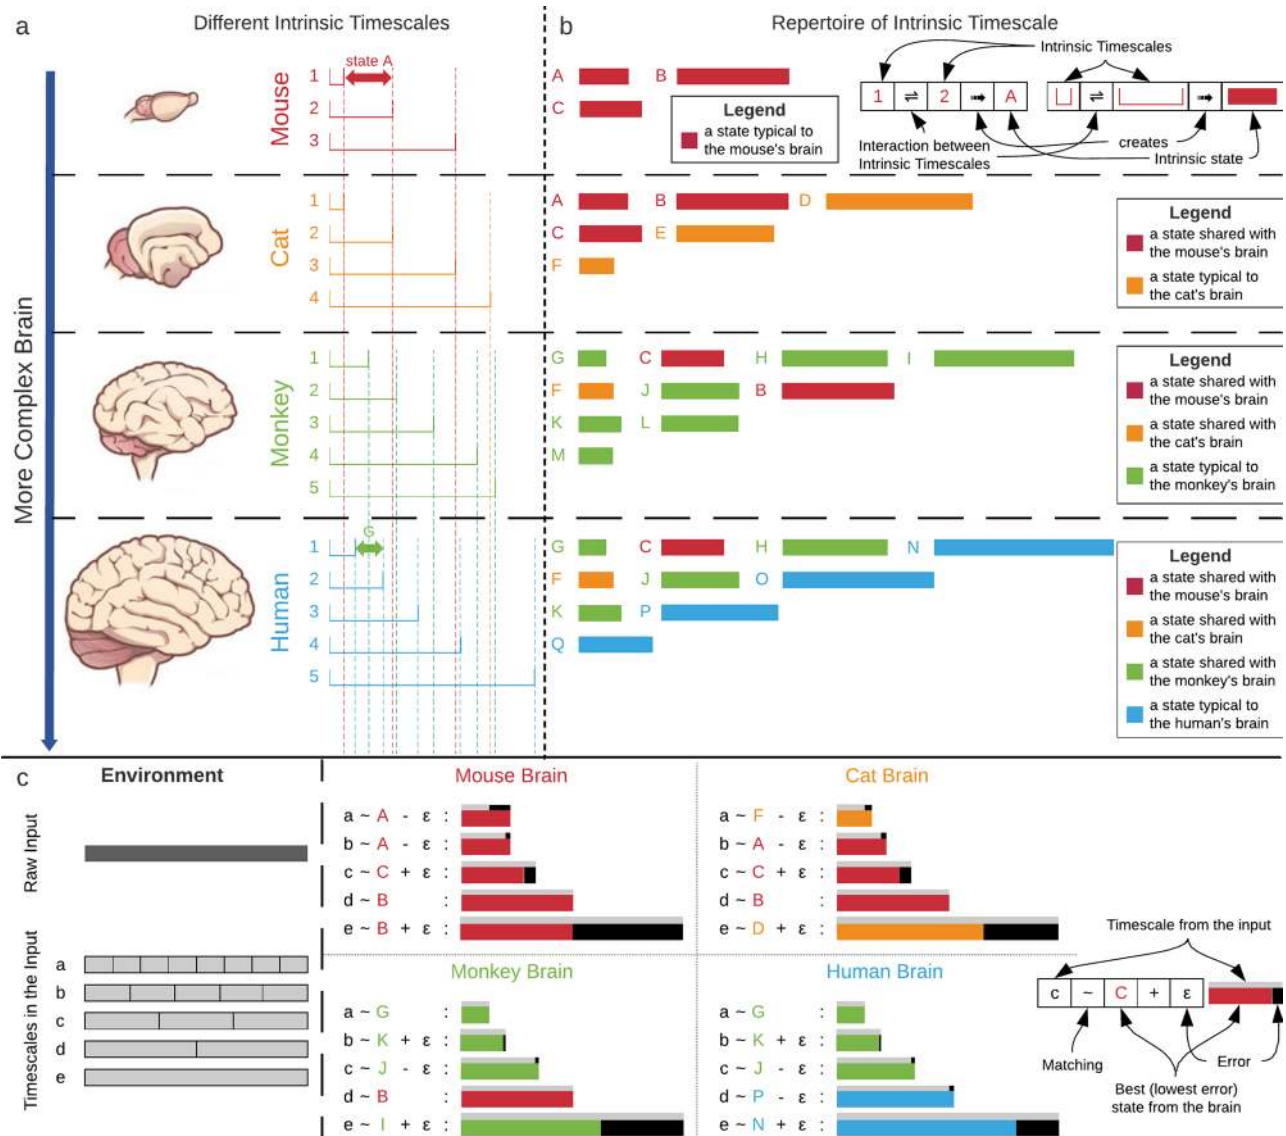 a
Different Intrinsic Timescales
b
Repertoire of Intrinsic Timescale
More Complex Brain
Mouse
1
state A
2
3
A B
C
Legend
a state typical to
the mouse's brain
Intrinsic Timescales
1 ⇌ 2 ➟ A
⇌ ➟
Interaction between
Intrinsic Timescales
creates
Intrinsic state
Cat
1
2
3
4
A B D
C E
F
Legend
a state shared with
the mouse's brain
a state typical to
the cat's brain
Monkey
1
2
3
4
5
G C H I
F J B
K L
M
Legend
a state shared with
the mouse's brain
a state shared with
the cat's brain
a state typical to
the monkey's brain
Human
1
G
2
3
4
5
G C H N
F J O
K P
Q
Legend
a state shared with
the mouse's brain
a state shared with
the cat's brain
a state shared with
the monkey's brain
a state typical to
the human's brain
c
Environment
Raw Input
Timescales in the Input
a
b
c
d
e
Mouse Brain
a ~ A - ε :
b ~ A - ε :
c ~ C + ε :
d ~ B :
e ~ B + ε :
Cat Brain
a ~ F - ε :
b ~ A - ε :
c ~ C + ε :
d ~ B :
e ~ D + ε :
Monkey Brain
a ~ G :
b ~ K + ε :
c ~ J - ε :
d ~ B :
e ~ I + ε :
Human Brain
a ~ G :
b ~ K + ε :
c ~ J - ε :
d ~ P - ε :
e ~ N + ε :
Timescale from the input
c ~ C + ε
Matching
Error
Best (lowest error)
state from the brain